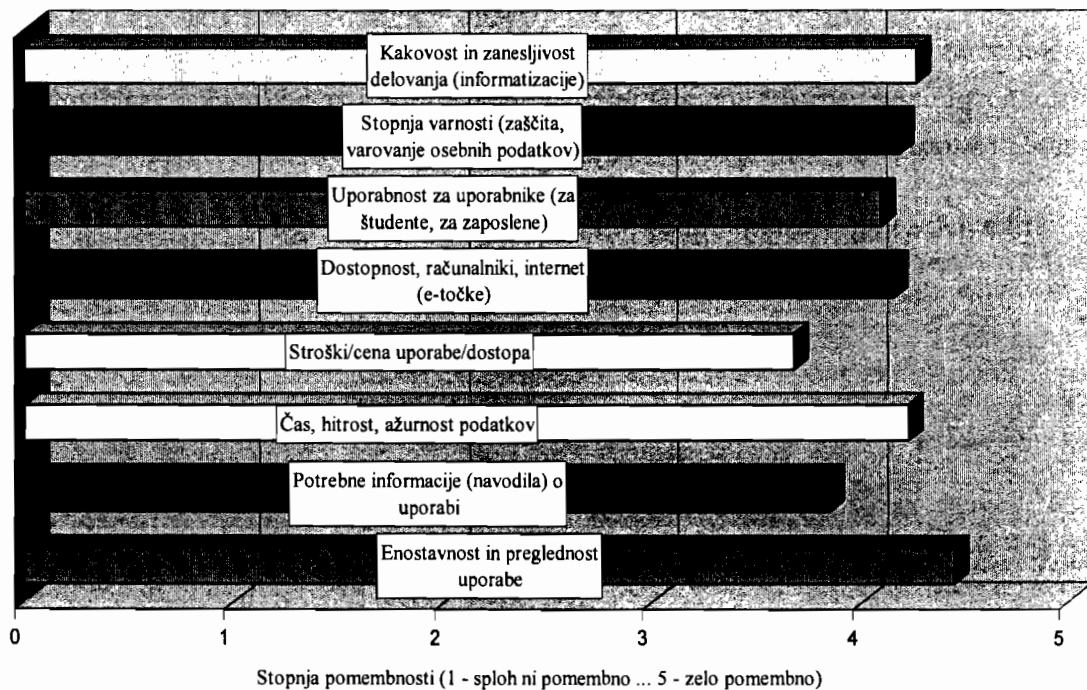 Kakovost in zanesljivost
delovanja (informatizacije)
Stopnja varnosti (zaščita,
varovanje osebnih podatkov)
Uporabnost za uporabnike (za
študente, za zaposlene)
Dostopnost, računalniki, internet
(e-točke)
Stroški/cena uporabe/dostopa
Čas, hitrost, ažurnost podatkov
Potrebne informacije (navodila) o
uporabi
Enostavnost in preglednost
uporabe
0 1 2 3 4 5
Stopnja pomembnosti (1 - sploh ni pomembno ... 5 - zelo pomembno)